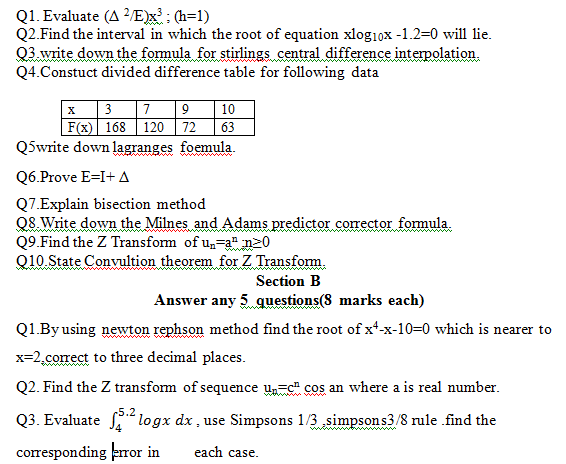 Q1. Evaluate (Δ ²/E)x³ ; (h=1)
Q2.Find the interval in which the root of equation xlog₁₀x -1.2=0 will lie.
Q3.write down the formula for stirlings central difference interpolation.
Q4.Constuct divided difference table for following data
x 3 7 9 10
F(x) 168 120 72 63
Q5write down lagranges foemula.
Q6.Prove E=I+ Δ
Q7.Explain bisection method
Q8.Write down the Milnes and Adams predictor corrector formula.
Q9.Find the Z Transform of uₙ=aⁿ ;n≥0
Q10.State Convultion theorem for Z Transform.
Section B
Answer any 5 questions(8 marks each)
Q1.By using newton rephson method find the root of x⁴-x-10=0 which is nearer to
x=2,correct to three decimal places.
Q2. Find the Z transform of sequence uₙ=cⁿ cos an where a is real number.
Q3. Evaluate ∫₄⁵·² logx dx , use Simpsons 1/3 ,simpsons3/8 rule .find the
corresponding error in each case.